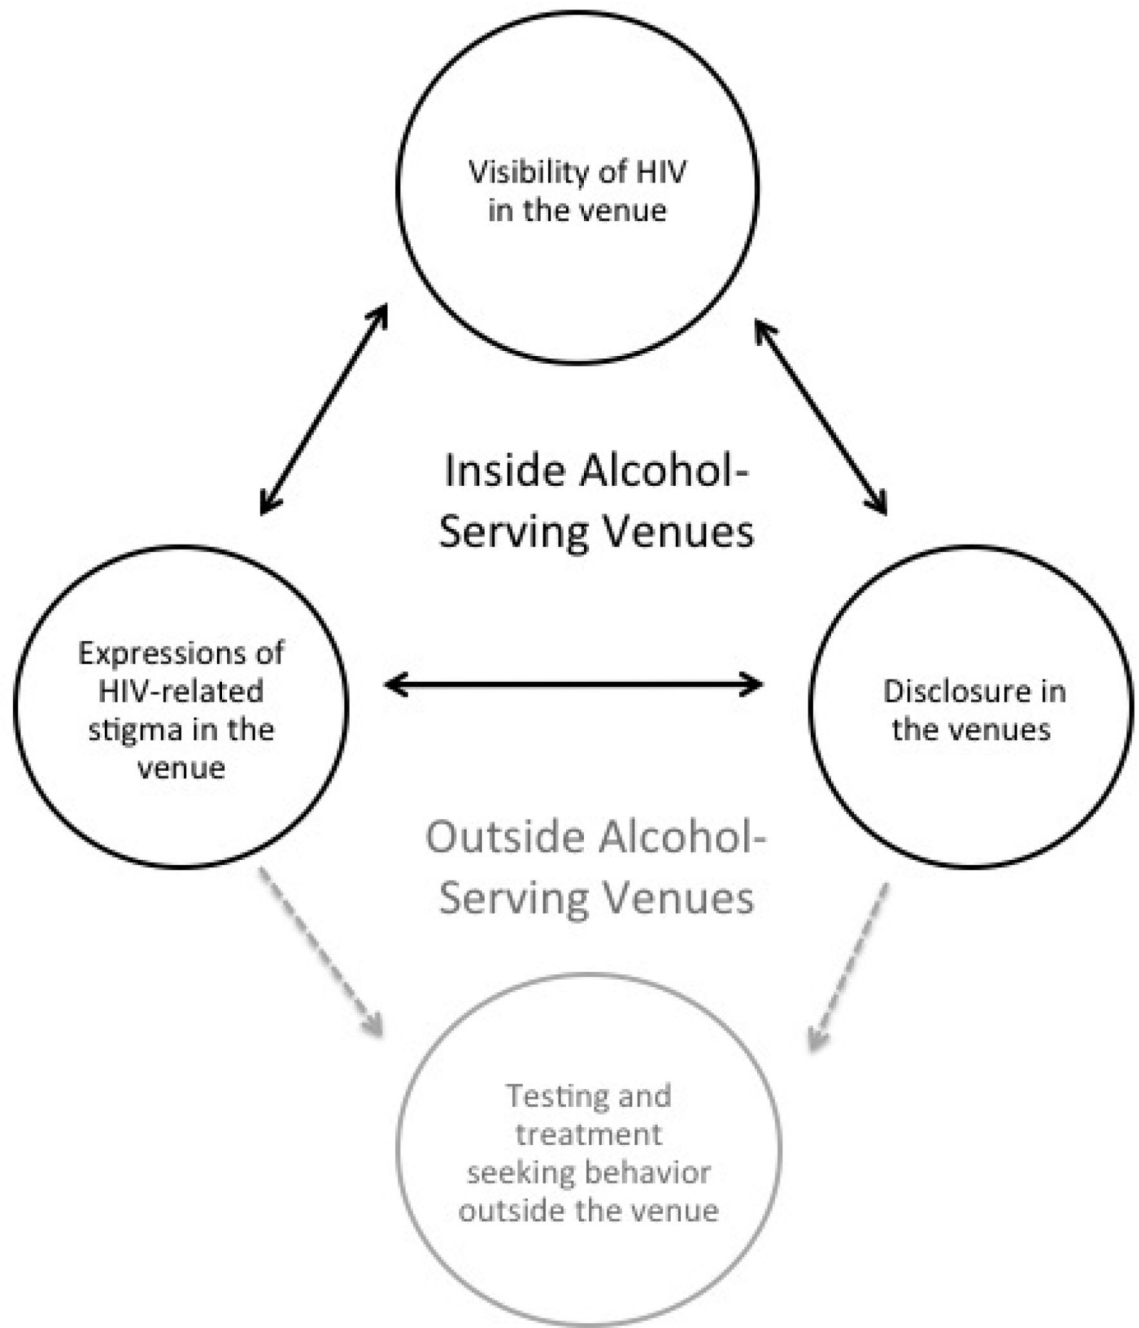 Visibility of HIV
in the venue
Inside Alcohol-
Serving Venues
Expressions of
HIV-related
stigma in the
venue
Disclosure in
the venues
Outside Alcohol-
Serving Venues
Testing and
treatment
seeking behavior
outside the venue